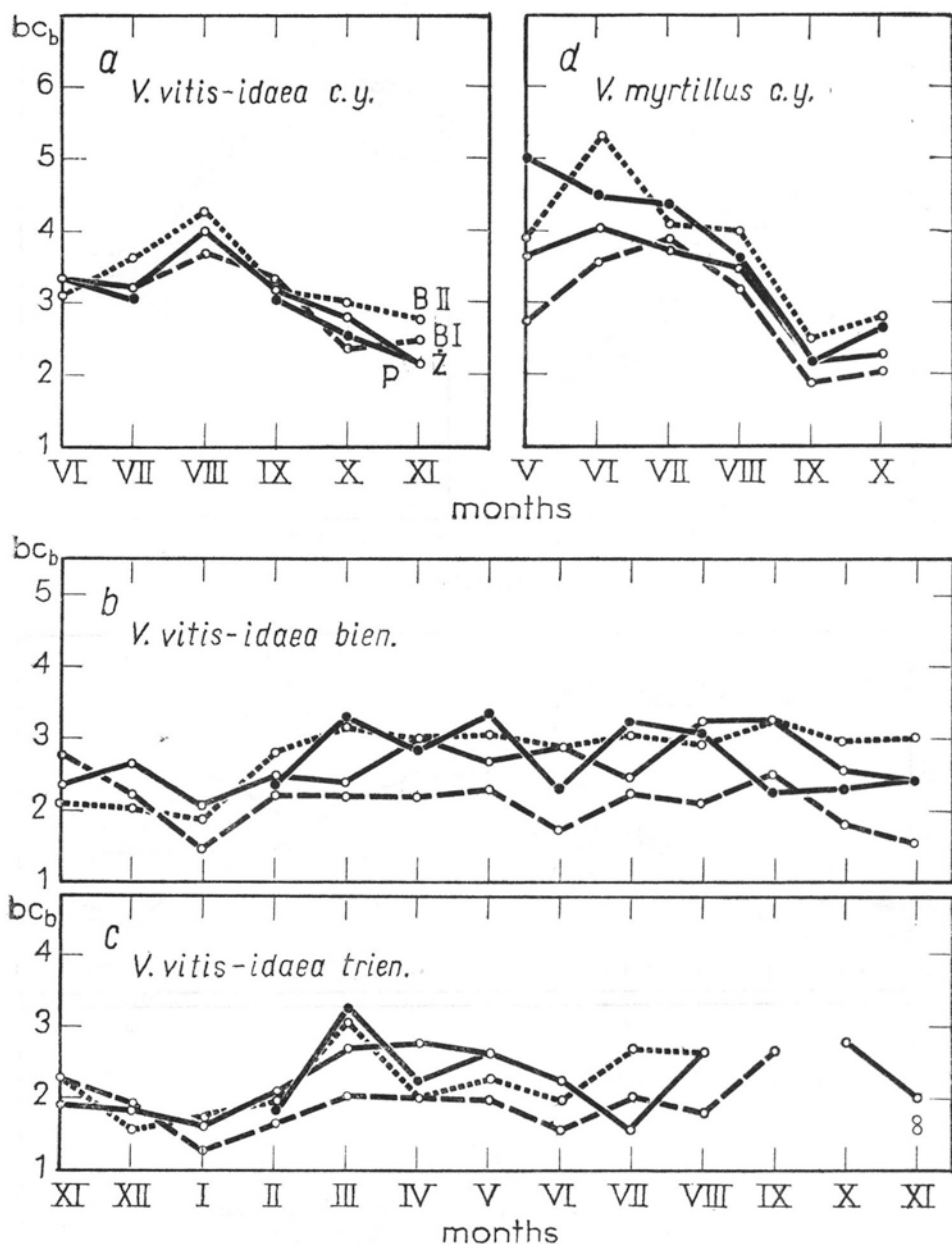 bc_b
a
V. vitis-idaea c.y.
6
5
4
3
2
1
B II
B I
Ż
P
VI VII VIII IX X XI
d
V. myrtillus c.y.
V VI VII VIII IX X
months
bc_b
b
V. vitis-idaea bien.
5
4
3
2
1
bc_b
c
V. vitis-idaea trien.
4
3
2
1
XI XII I II III IV V VI VII VIII IX X XI
months